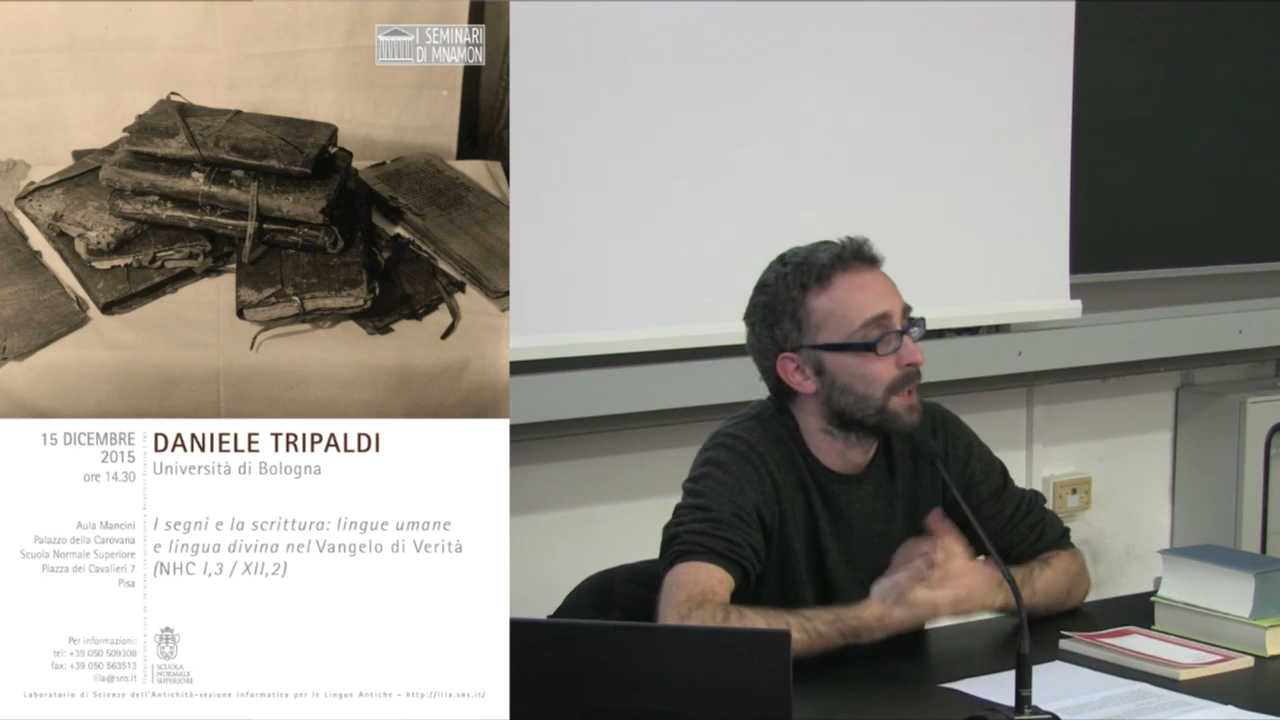 I SEMINARI
DI MNAMON
15 DICEMBRE
2015
ore 14.30
DANIELE TRIPALDI
Università di Bologna
Aula Mancini
Palazzo della Carovana
Scuola Normale Superiore
Piazza dei Cavalieri 7
Pisa
I segni e la scrittura: lingue umane
e lingua divina nel Vangelo di Verità
(NHC I,3 / XII,2)
Per informazioni:
tel: +39 050 509308
fax: +39 050 563513
lila@sns.it
SCUOLA
NORMALE
SUPERIORE
Laboratorio di Scienze dell'Antichità-sezione Informatica per le Lingue Antiche - http://lila.sns.it/